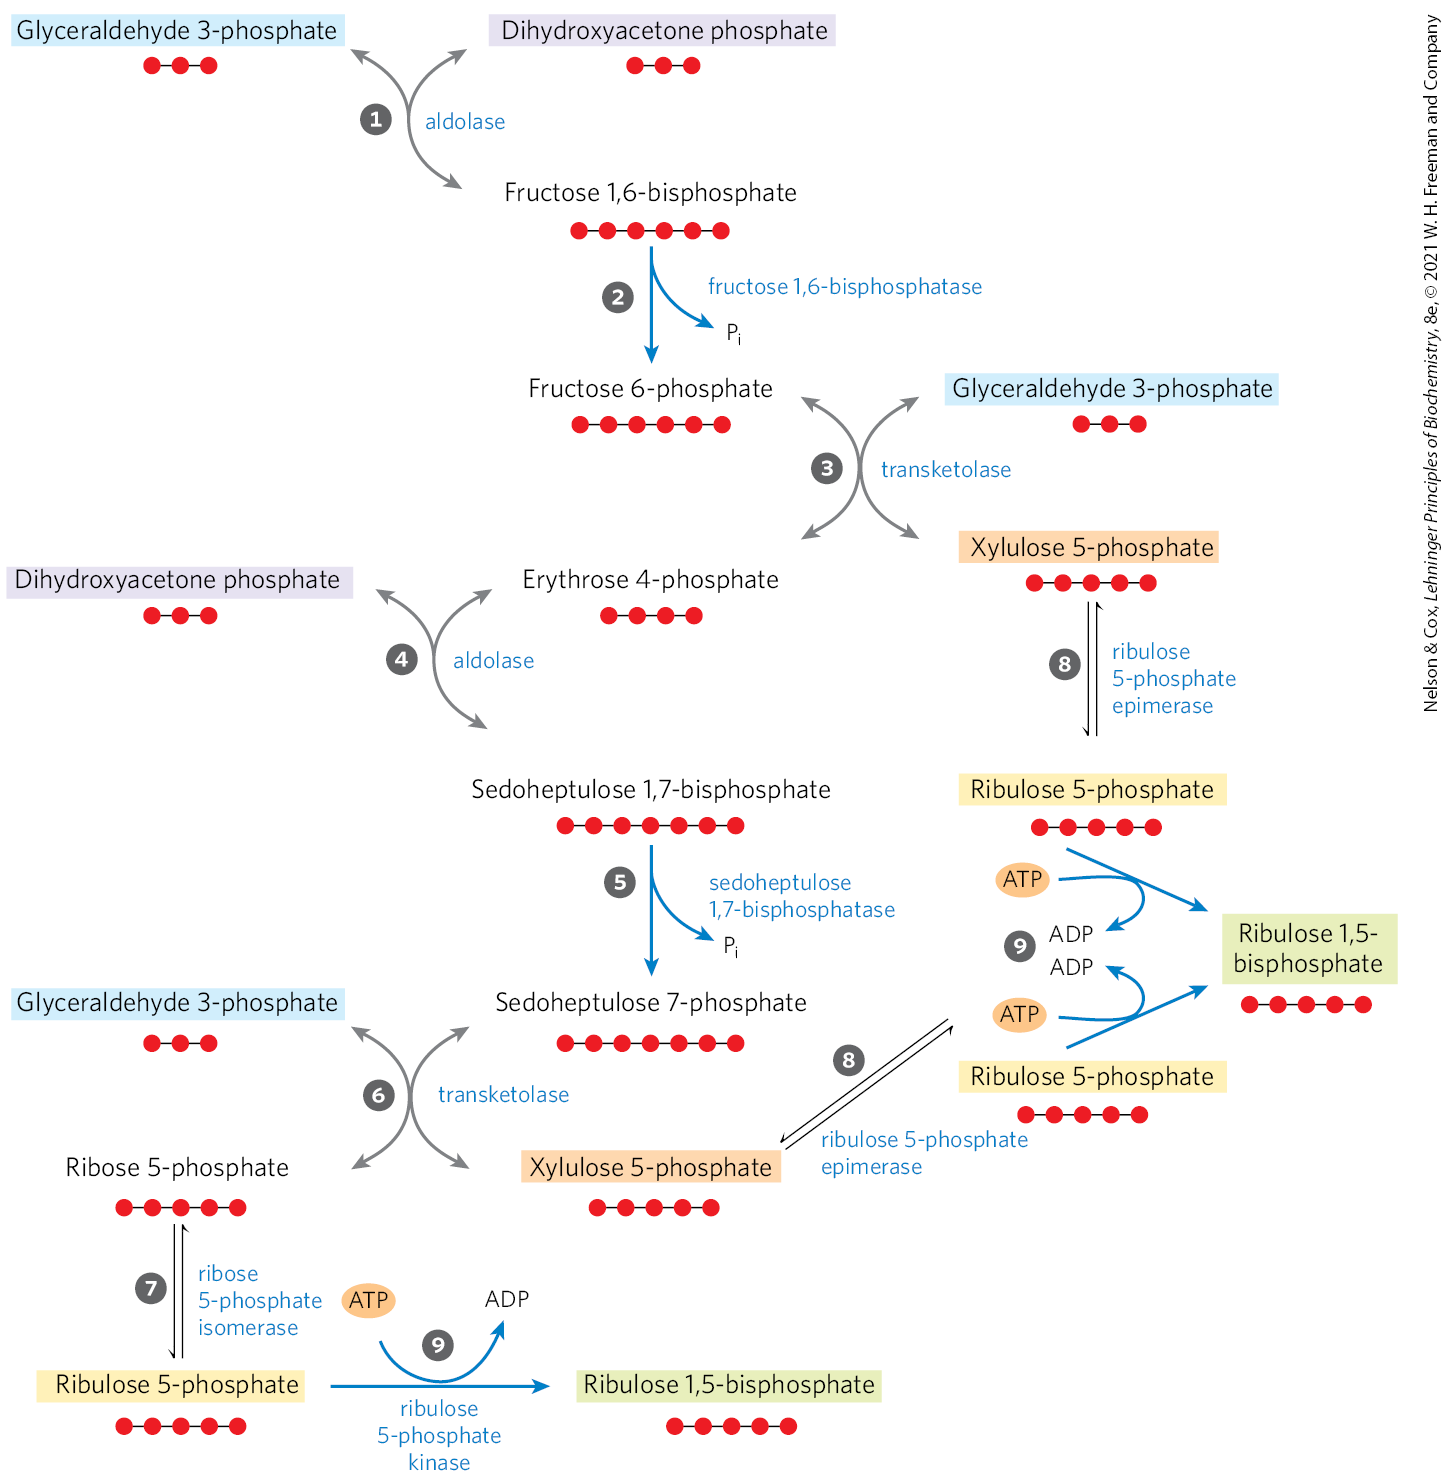 Glyceraldehyde 3-phosphate
Dihydroxyacetone phosphate
1
aldolase
Fructose 1,6-bisphosphate
2
fructose 1,6-bisphosphatase
Pi
Fructose 6-phosphate
Glyceraldehyde 3-phosphate
3
transketolase
Xylulose 5-phosphate
Dihydroxyacetone phosphate
Erythrose 4-phosphate
4
aldolase
8
ribulose
5-phosphate
epimerase
Sedoheptulose 1,7-bisphosphate
Ribulose 5-phosphate
5
sedoheptulose
1,7-bisphosphatase
Pi
ATP
ADP
9
ADP
ATP
Ribulose 1,5-
bisphosphate
Glyceraldehyde 3-phosphate
Sedoheptulose 7-phosphate
6
transketolase
8
Ribulose 5-phosphate
ribulose 5-phosphate
epimerase
Ribose 5-phosphate
Xylulose 5-phosphate
7
ribose
5-phosphate
isomerase
ATP
ADP
9
Ribulose 5-phosphate
Ribulose 1,5-bisphosphate
ribulose
5-phosphate
kinase
Nelson & Cox, Lehninger Principles of Biochemistry, 8e, © 2021 W. H. Freeman and Company